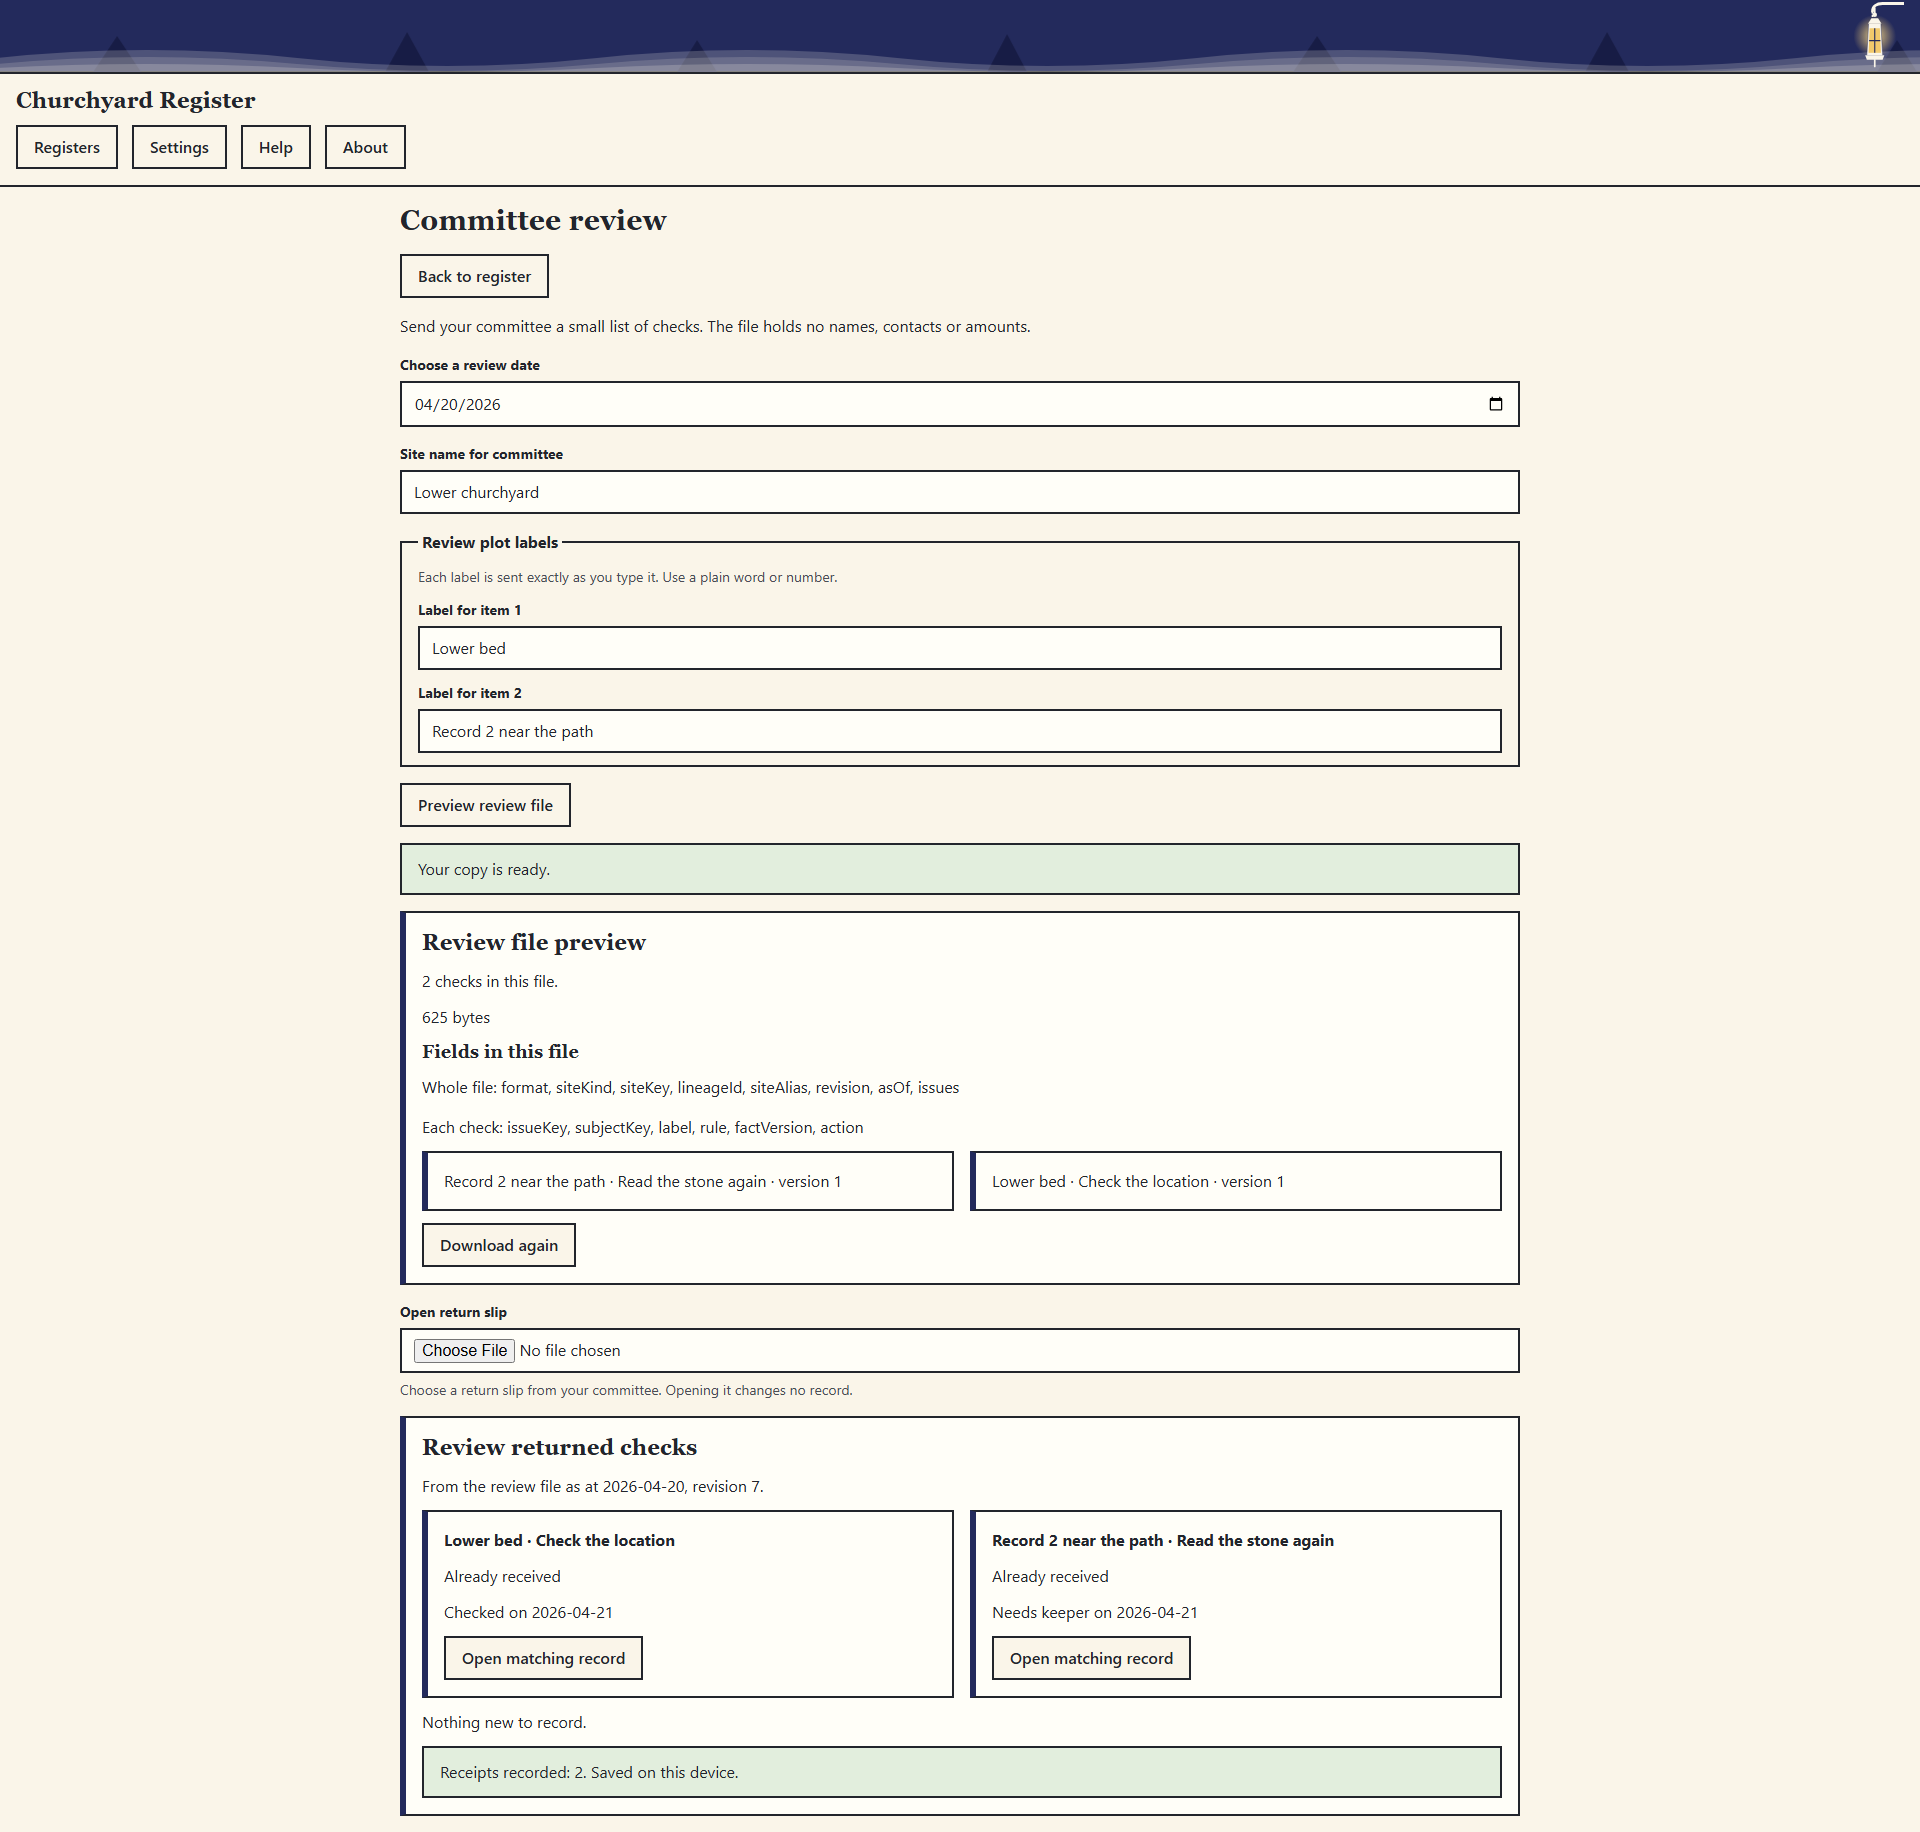 Churchyard Register
Registers
Settings
Help
About
Committee review
Back to register
Send your committee a small list of checks. The file holds no names, contacts or amounts.
Choose a review date
04/20/2026
Site name for committee
Lower churchyard
Review plot labels
Each label is sent exactly as you type it. Use a plain word or number.
Label for item 1
Lower bed
Label for item 2
Record 2 near the path
Preview review file
Your copy is ready.
Review file preview
2 checks in this file.
625 bytes
Fields in this file
Whole file: format, siteKind, siteKey, lineageId, siteAlias, revision, asOf, issues
Each check: issueKey, subjectKey, label, rule, factVersion, action
Record 2 near the path · Read the stone again · version 1
Lower bed · Check the location · version 1
Download again
Open return slip
Choose File No file chosen
Choose a return slip from your committee. Opening it changes no record.
Review returned checks
From the review file as at 2026-04-20, revision 7.
Lower bed · Check the location
Already received
Checked on 2026-04-21
Open matching record
Record 2 near the path · Read the stone again
Already received
Needs keeper on 2026-04-21
Open matching record
Nothing new to record.
Receipts recorded: 2. Saved on this device.